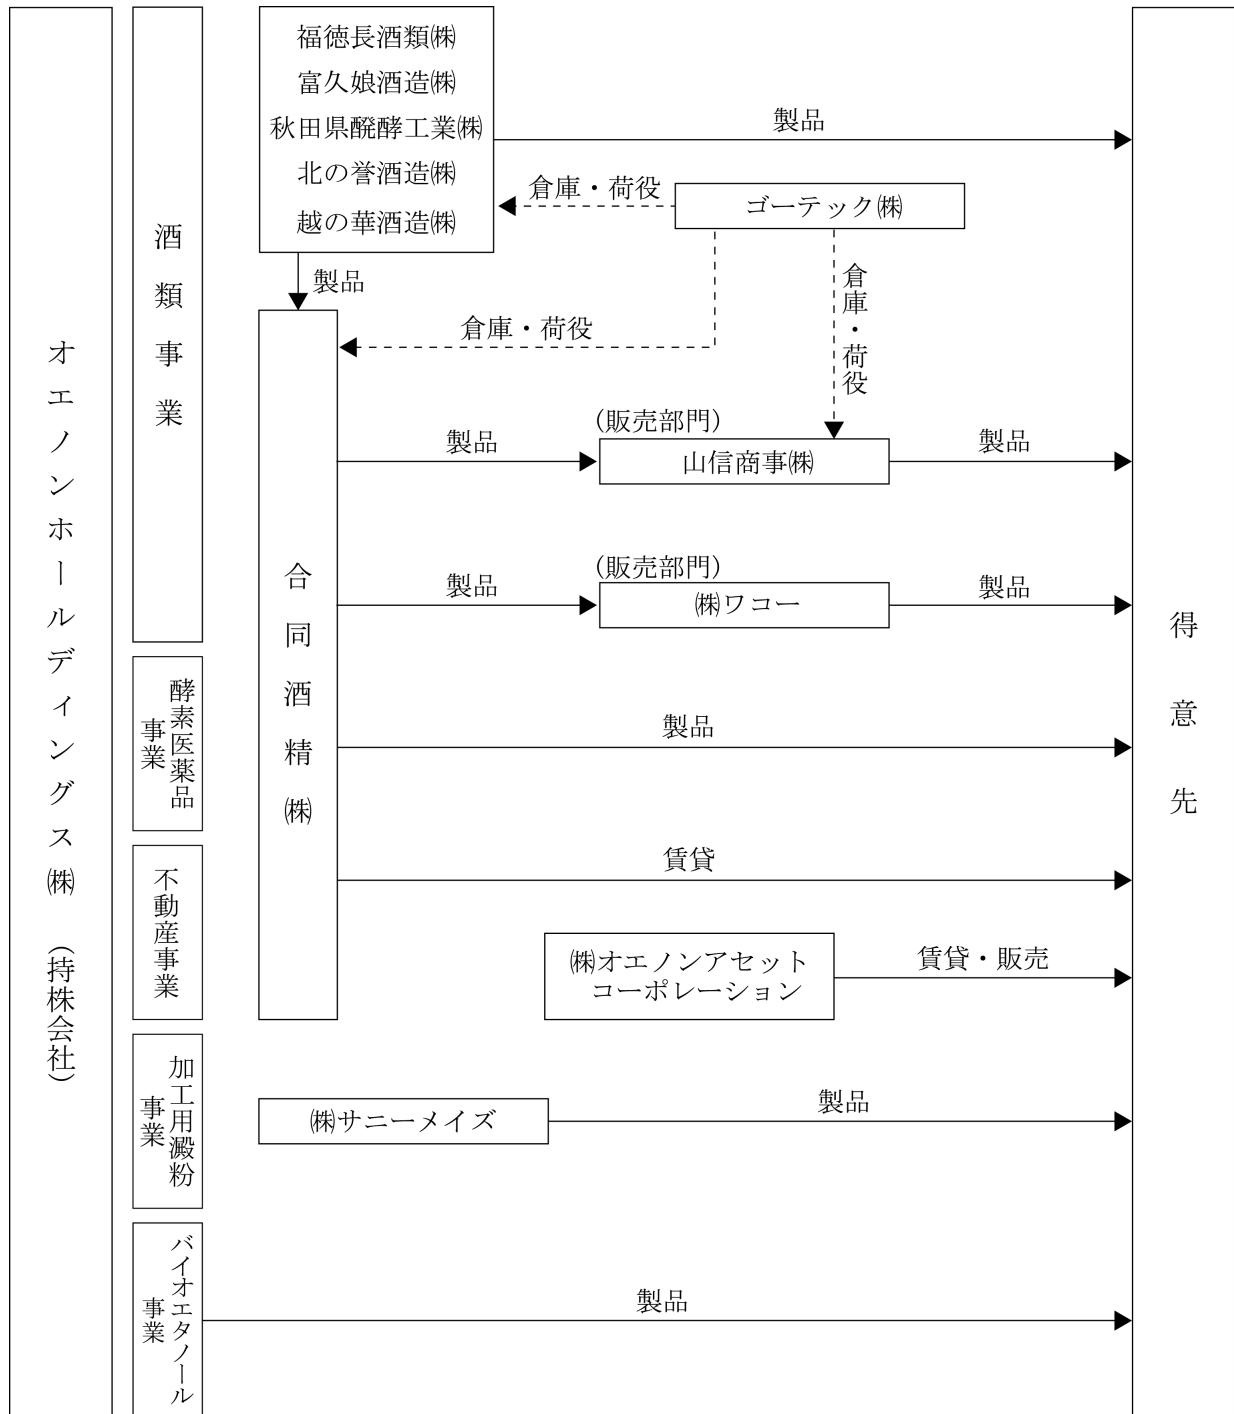 オエノンホールディングス㈱ (持株会社)
酒類事業
福徳長酒類㈱
富久娘酒造㈱
秋田県醗酵工業㈱
北の誉酒造㈱
越の華酒造㈱
製品
倉庫・荷役
ゴーテック㈱
製品
倉庫・荷役
倉庫・荷役
合同酒精㈱
製品
(販売部門)
山信商事㈱
製品
製品
(販売部門)
㈱ワコー
製品
酵素医薬品
事業
製品
不動産事業
賃貸
㈱オエノンアセット
コーポレーション
賃貸・販売
加工用澱粉
事業
㈱サニーメイズ
製品
バイオエタノール
事業
製品
得意先